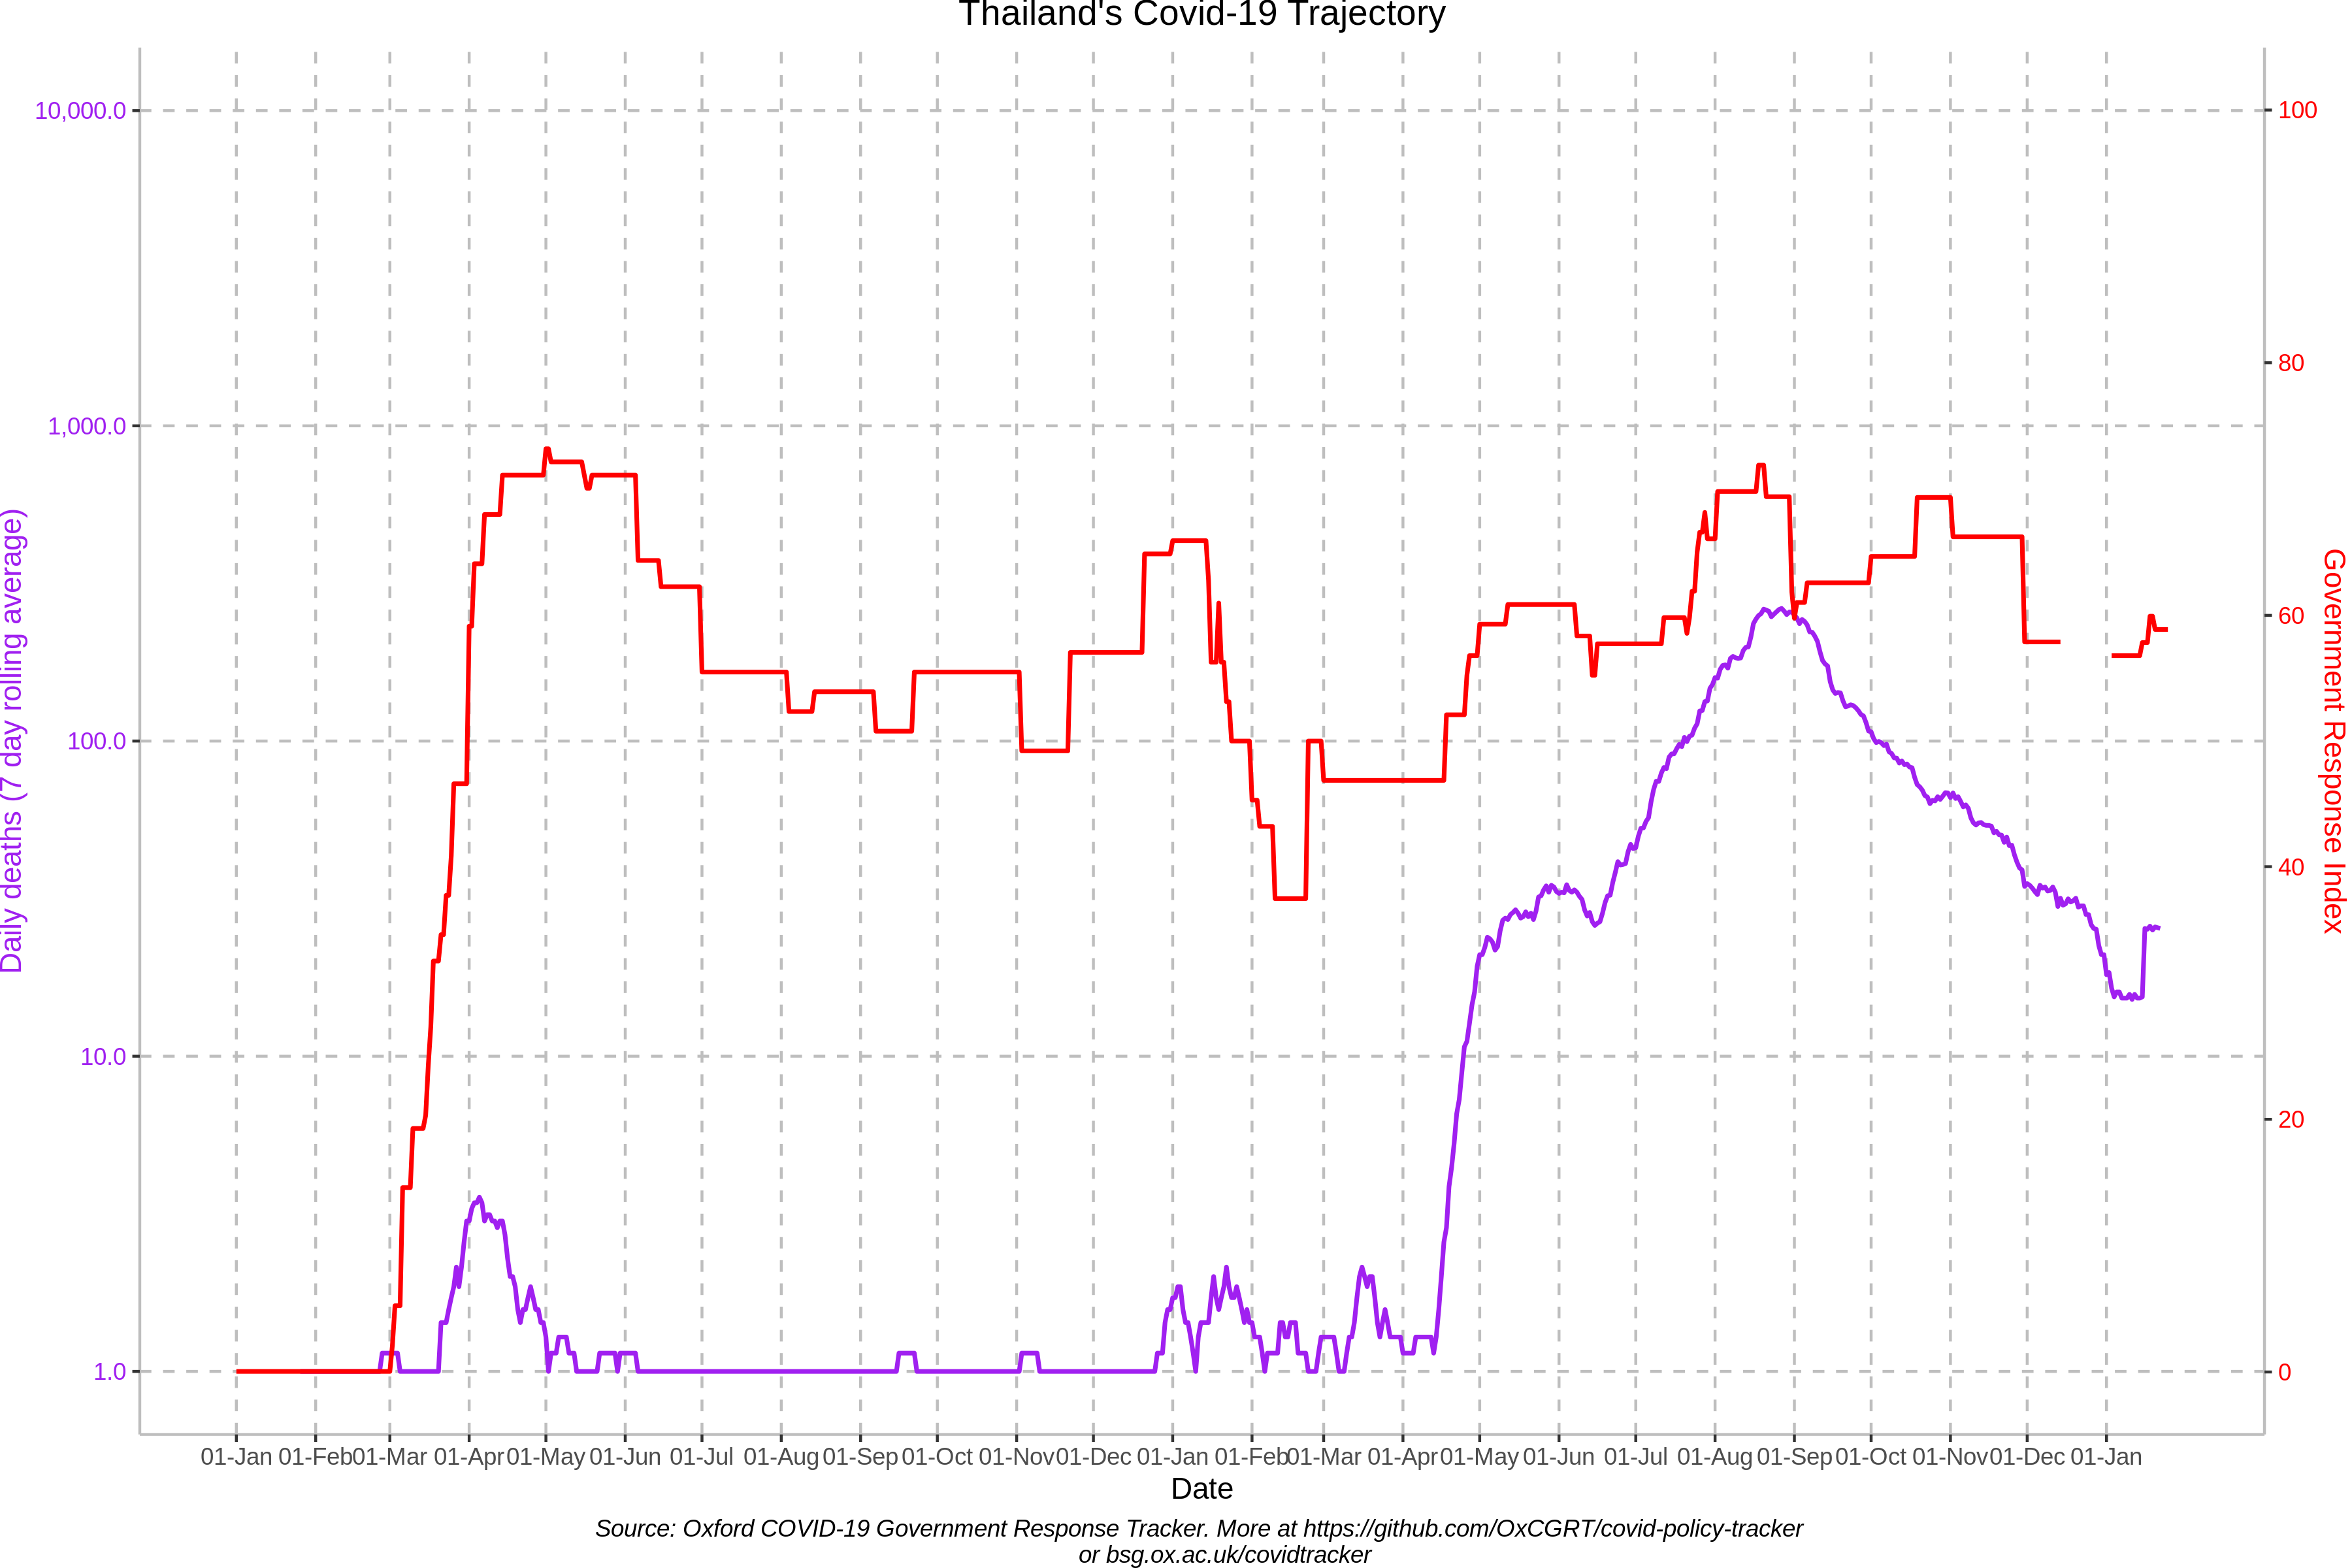 Thailand's Covid-19 Trajectory
10,000.0
1,000.0
100.0
10.0
1.0
Daily deaths (7 day rolling average)
100
80
60
40
20
0
Government Response Index
01-Jan 01-Feb 01-Mar 01-Apr 01-May 01-Jun 01-Jul 01-Aug 01-Sep 01-Oct 01-Nov 01-Dec 01-Jan 01-Feb 01-Mar 01-Apr 01-May 01-Jun 01-Jul 01-Aug 01-Sep 01-Oct 01-Nov 01-Dec 01-Jan
Date
Source: Oxford COVID-19 Government Response Tracker. More at https://github.com/OxCGRT/covid-policy-tracker
or bsg.ox.ac.uk/covidtracker